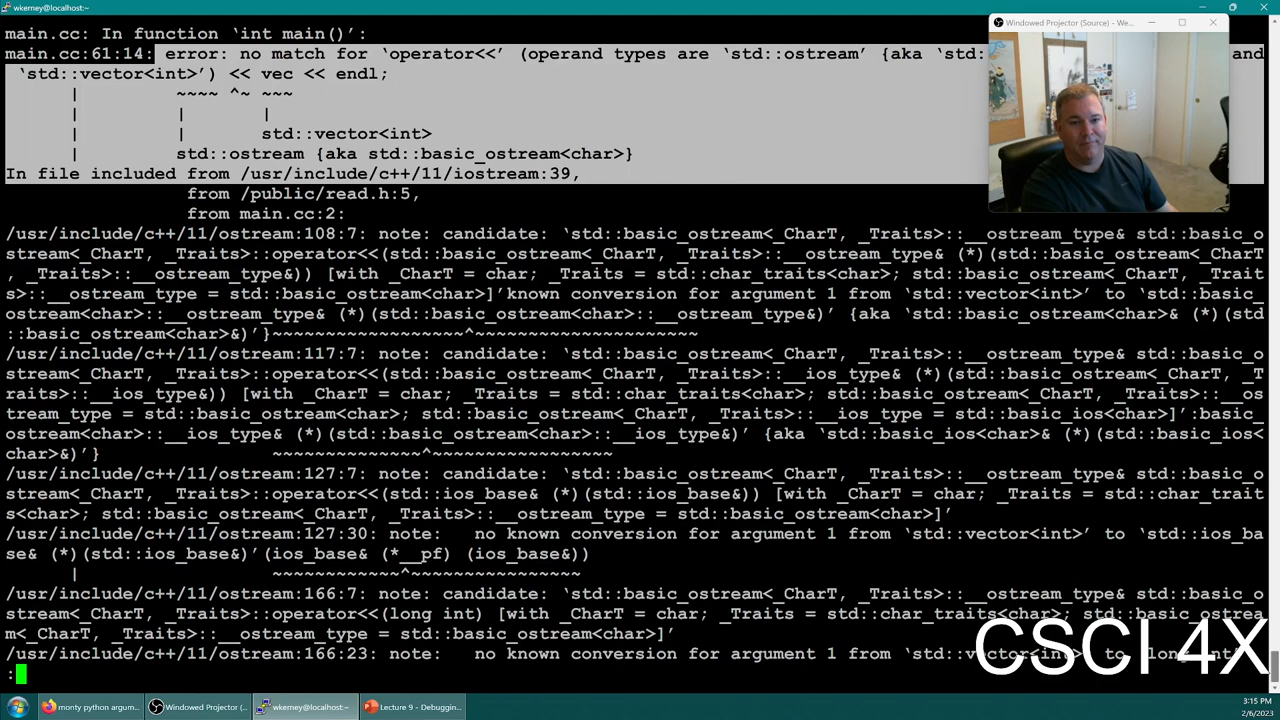 wkerney@localhost:~
Windowed Projector (Source) - We...
main.cc: In function ‘int main()’:
main.cc:61:14: error: no match for ‘operator<<’ (operand types are ‘std::ostream’ {aka ‘std: and
‘std::vector<int>’) << vec << endl;
| ~~~~ ^~ ~~~
| | |
| | std::vector<int>
| std::ostream {aka std::basic_ostream<char>}
In file included from /usr/include/c++/11/iostream:39,
from /public/read.h:5,
from main.cc:2:
/usr/include/c++/11/ostream:108:7: note: candidate: ‘std::basic_ostream<_CharT, _Traits>::__ostream_type& std::basic_o
stream<_CharT, _Traits>::operator<<(std::basic_ostream<_CharT, _Traits>::__ostream_type& (*)(std::basic_ostream<_CharT
, _Traits>::__ostream_type&)) [with _CharT = char; _Traits = std::char_traits<char>; std::basic_ostream<_CharT, _Trait
s>::__ostream_type = std::basic_ostream<char>]’known conversion for argument 1 from ‘std::vector<int>’ to ‘std::basic_
ostream<char>::__ostream_type& (*)(std::basic_ostream<char>::__ostream_type&)’ {aka ‘std::basic_ostream<char>& (*)(std
::basic_ostream<char>&)’}~~~~~~~~~~~~~~~~~^~~~~~~~~~~~~~~~~~~~~~
/usr/include/c++/11/ostream:117:7: note: candidate: ‘std::basic_ostream<_CharT, _Traits>::__ostream_type& std::basic_o
stream<_CharT, _Traits>::operator<<(std::basic_ostream<_CharT, _Traits>::__ios_type& (*)(std::basic_ostream<_CharT, _T
raits>::__ios_type&)) [with _CharT = char; _Traits = std::char_traits<char>; std::basic_ostream<_CharT, _Traits>::__os
tream_type = std::basic_ostream<char>; std::basic_ostream<_CharT, _Traits>::__ios_type = std::basic_ios<char>]’:basic_
ostream<char>::__ios_type& (*)(std::basic_ostream<char>::__ios_type&)’ {aka ‘std::basic_ios<char>& (*)(std::basic_ios<
char>&)’} ~~~~~~~~~~~~~^~~~~~~~~~~~~~~~~
/usr/include/c++/11/ostream:127:7: note: candidate: ‘std::basic_ostream<_CharT, _Traits>::__ostream_type& std::basic_o
stream<_CharT, _Traits>::operator<<(std::ios_base& (*)(std::ios_base&)) [with _CharT = char; _Traits = std::char_trait
s<char>; std::basic_ostream<_CharT, _Traits>::__ostream_type = std::basic_ostream<char>]’
/usr/include/c++/11/ostream:127:30: note: no known conversion for argument 1 from ‘std::vector<int>’ to ‘std::ios_ba
se& (*)(std::ios_base&)’(ios_base& (*__pf) (ios_base&))
| ~~~~~~~~~~~~^~~~~~~~~~~~~~~~
/usr/include/c++/11/ostream:166:7: note: candidate: ‘std::basic_ostream<_CharT, _Traits>::__ostream_type& std::basic_o
stream<_CharT, _Traits>::operator<<(long int) [with _CharT = char; _Traits = std::char_traits<char>; std::basic_ostrea
m<_CharT, _Traits>::__ostream_type = std::basic_ostream<char>]’
/usr/include/c++/11/ostream:166:23: note: no known conversion for argument 1 from ‘std::vector<int>’ to ‘long int’
:
CSCI 4X
monty python argum...
Windowed Projector (...
wkerney@localhost:~
Lecture 9 - Debuggin...
3:15 PM
2/6/2023